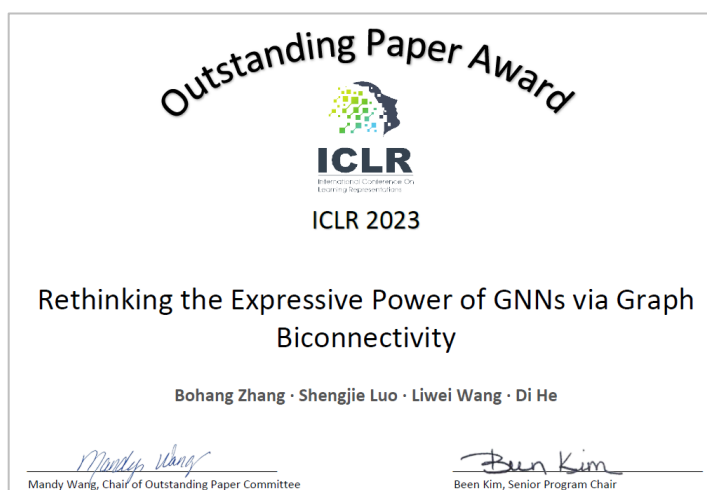 Outstanding Paper Award
ICLR
International Conference On
Learning Representations
ICLR 2023
Rethinking the Expressive Power of GNNs via Graph
Biconnectivity
Bohang Zhang · Shengjie Luo · Liwei Wang · Di He
Mandy Wang
Been Kim
Mandy Wang, Chair of Outstanding Paper Committee
Been Kim, Senior Program Chair